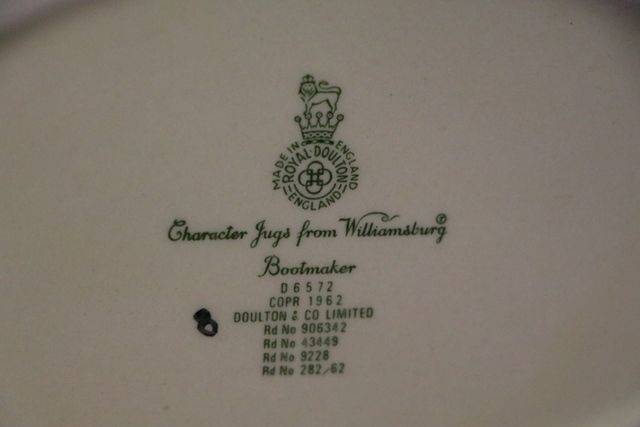 MADE IN ENGLAND
ROYAL·DOULTON
ENGLAND
Character Jugs from Williamsburg ®
Bootmaker
D 6572
COPR 1962
DOULTON & CO LIMITED
Rd No 906342
Rd No 43449
Rd No 9228
Rd No 282/62
8